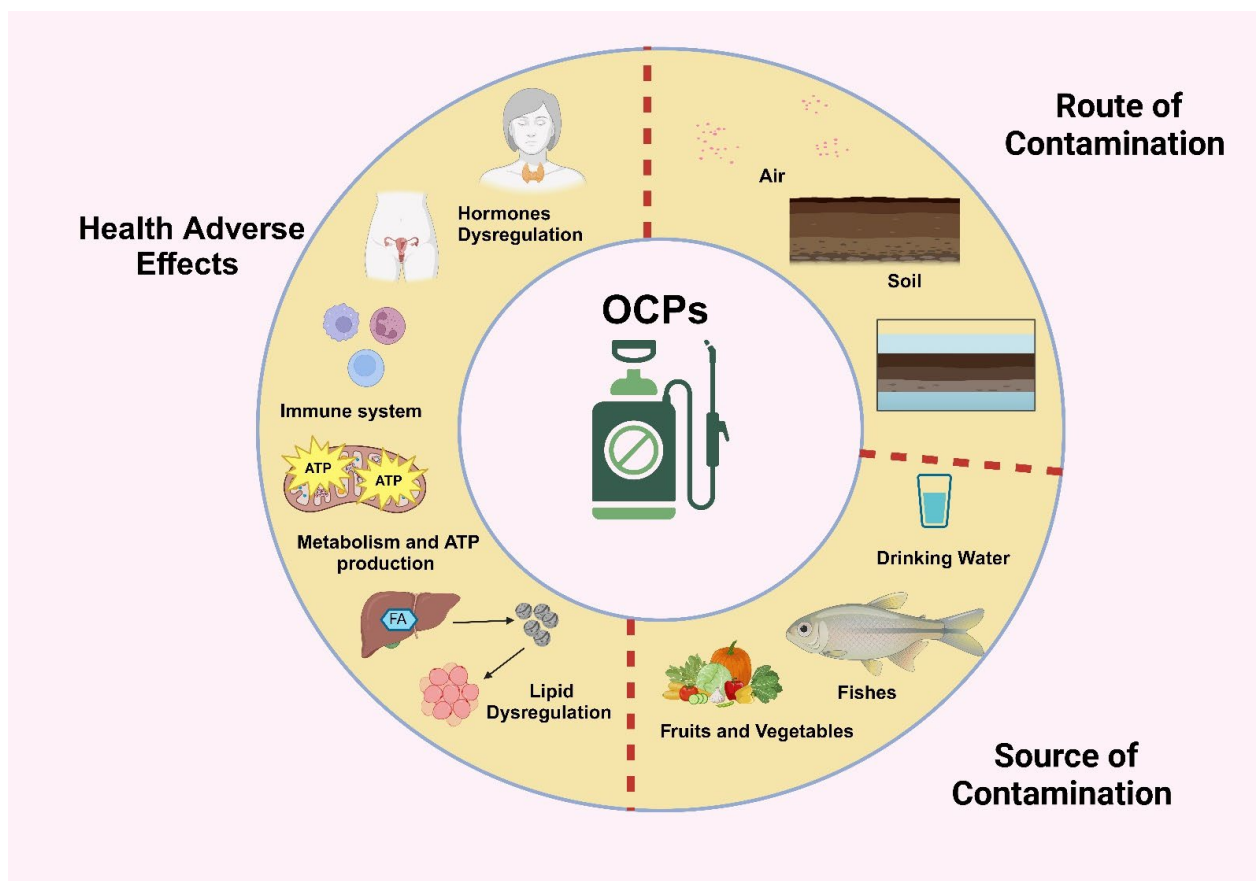 Route of
Contamination
Air
Soil
Health Adverse
Effects
Hormones
Dysregulation
Immune system
ATP
ATP
Metabolism and ATP
production
FA
Lipid
Dysregulation
OCPs
Drinking Water
Fishes
Fruits and Vegetables
Source of
Contamination